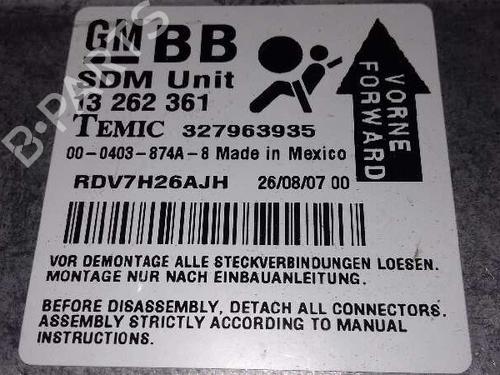 GM BB
SDM Unit
13 262 361
TEMIC 327963935
00-0403-874A-8 Made in Mexico
RDV7H26AJH 26/08/07 00
VORNE
FORWARD
VOR DEMONTAGE ALLE STECKVERBINDUNGEN LOESEN.
MONTAGE NUR NACH EINBAUANLEITUNG.
BEFORE DISASSEMBLY, DETACH ALL CONNECTORS.
ASSEMBLY STRICTLY ACCORDING TO MANUAL
INSTRUCTIONS.
B-PARTS